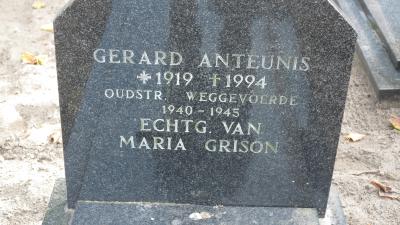 GERARD ANTEUNIS
* 1919 † 1994
OUDSTR. WEGGEVOERDE
1940 - 1945
ECHTG. VAN
MARIA GRISON